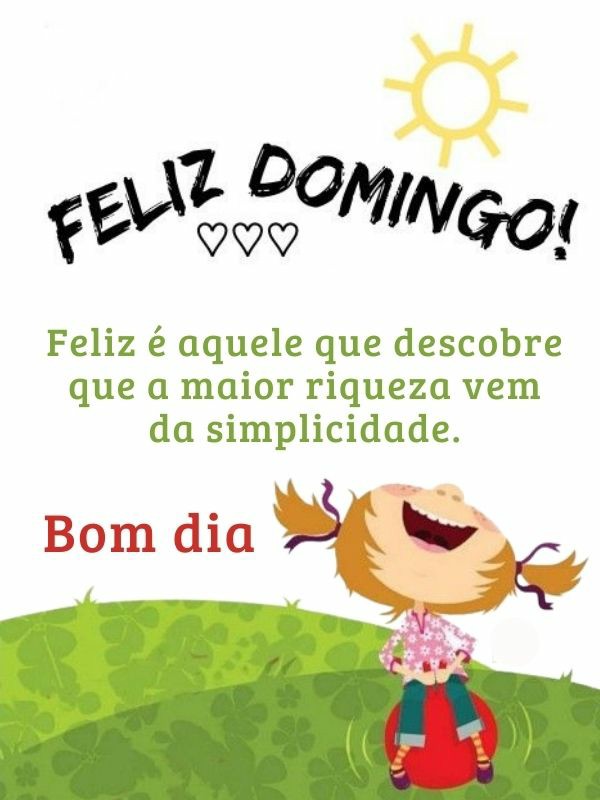 FELIZ DOMINGO!
♡♡♡
Feliz é aquele que descobre
que a maior riqueza vem
da simplicidade.
Bom dia